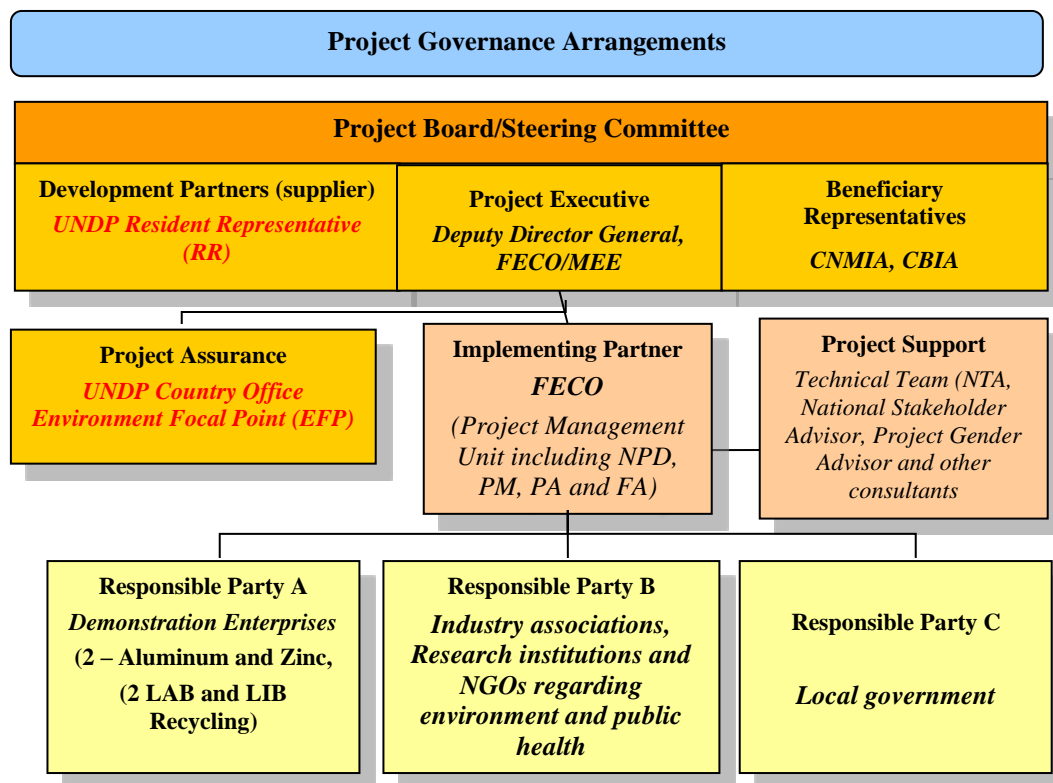 Project Governance Arrangements
Project Board/Steering Committee
Development Partners (supplier)
UNDP Resident Representative
(RR)
Project Executive
Deputy Director General,
FECO/MEE
Beneficiary
Representatives
CNMIA, CBIA
Project Assurance
UNDP Country Office
Environment Focal Point (EFP)
Implementing Partner
FECO
(Project Management
Unit including NPD,
PM, PA and FA)
Project Support
Technical Team (NTA,
National Stakeholder
Advisor, Project Gender
Advisor and other
consultants
Responsible Party A
Demonstration Enterprises
(2 – Aluminum and Zinc,
(2 LAB and LIB
Recycling)
Responsible Party B
Industry associations,
Research institutions and
NGOs regarding
environment and public
health
Responsible Party C
Local government